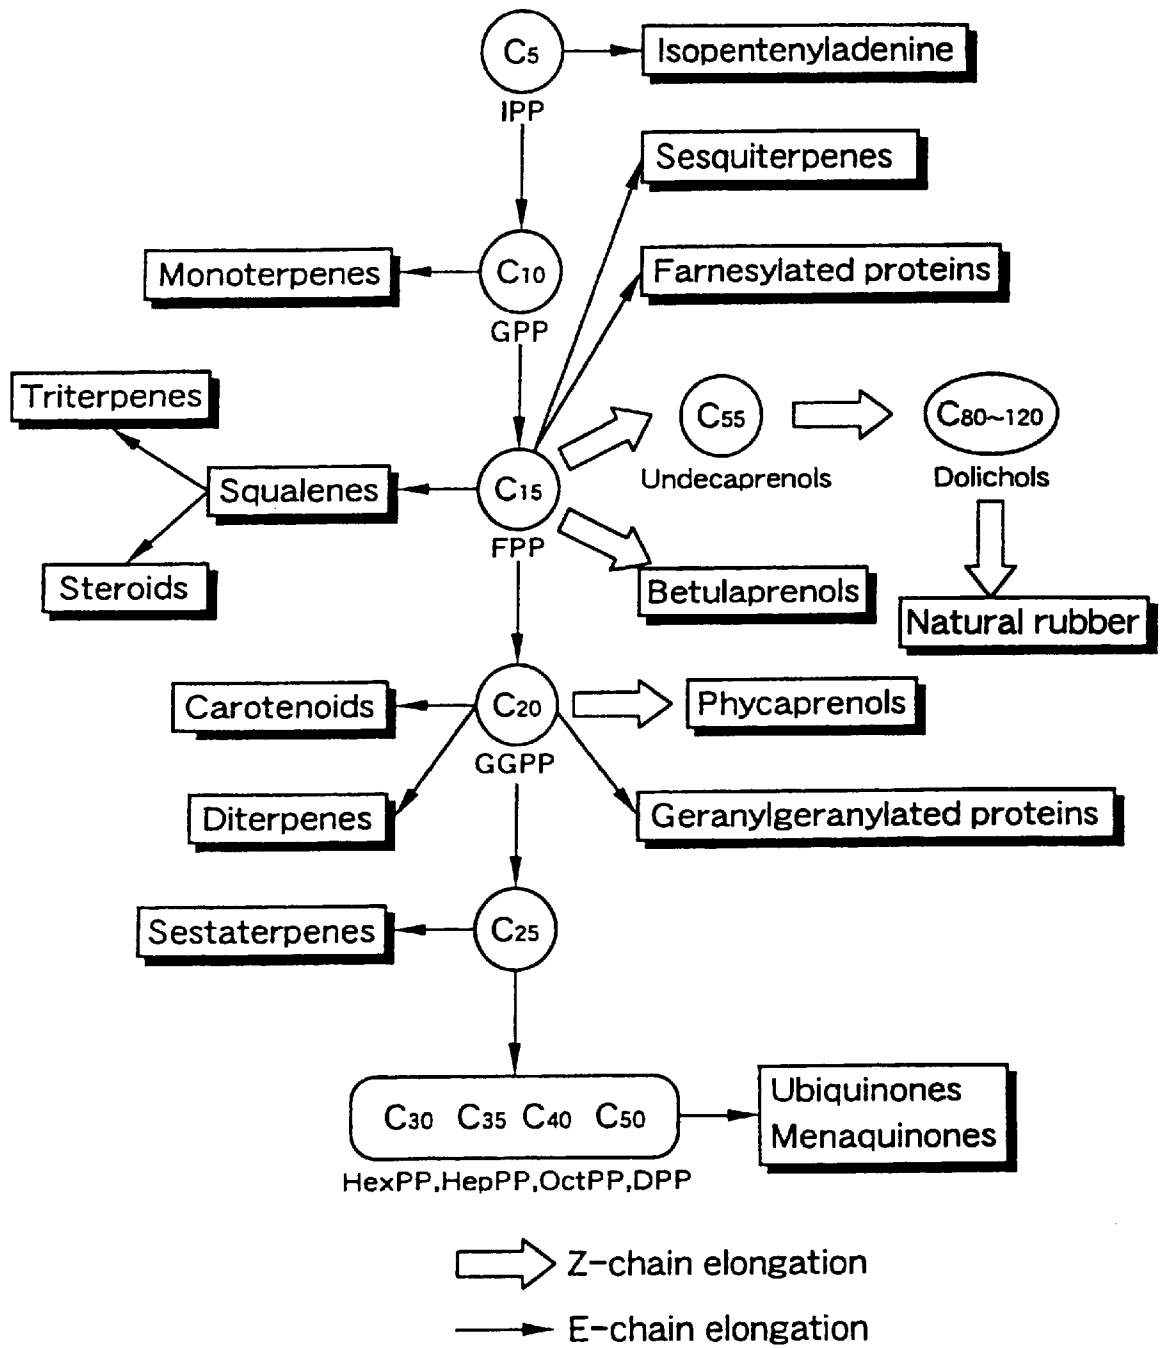 C5
Isopentenyladenine
IPP
Sesquiterpenes
Monoterpenes
C10
Farnesylated proteins
GPP
Triterpenes
C55
C80~120
Undecaprenols
Dolichols
Squalenes
C15
FPP
Steroids
Betulaprenols
Natural rubber
Carotenoids
C20
Phycaprenols
GGPP
Diterpenes
Geranylgeranylated proteins
Sestaterpenes
C25
C30 C35 C40 C50
Ubiquinones
Menaquinones
HexPP,HepPP,OctPP,DPP
Z-chain elongation
E-chain elongation